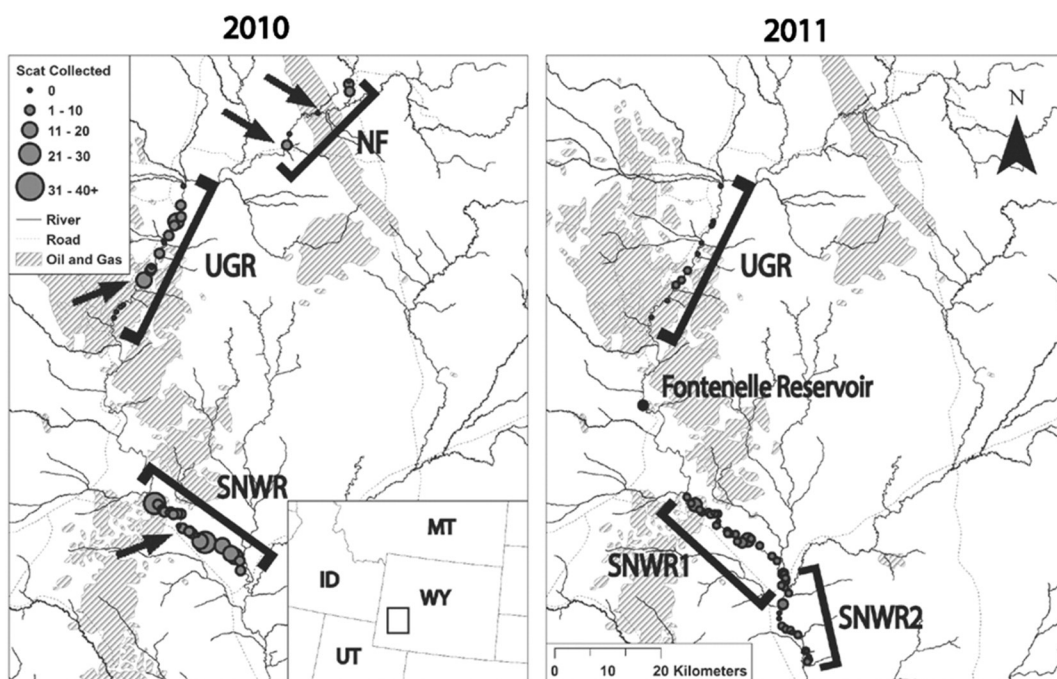 2010
2011
Scat Collected
0
1 - 10
11 - 20
21 - 30
31 - 40+
River
Road
Oil and Gas
NF
UGR
SNWR
MT
ID
WY
UT
N
UGR
Fontenelle Reservoir
SNWR1
SNWR2
0 10 20 Kilometers